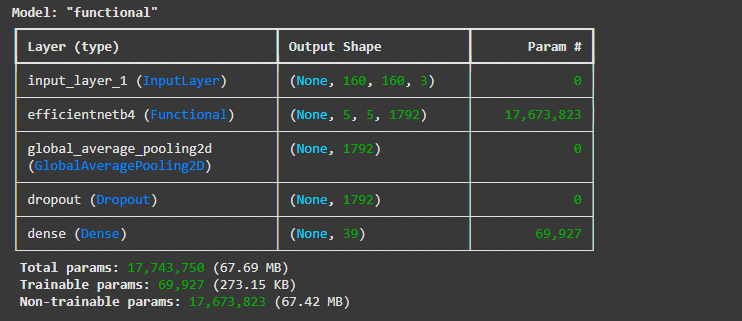 Model: "functional"
Layer (type) Output Shape Param #
input_layer_1 (InputLayer) (None, 160, 160, 3) 0
efficientnetb4 (Functional) (None, 5, 5, 1792) 17,673,823
global_average_pooling2d (None, 1792) 0
(GlobalAveragePooling2D)
dropout (Dropout) (None, 1792) 0
dense (Dense) (None, 39) 69,927
Total params: 17,743,750 (67.69 MB)
Trainable params: 69,927 (273.15 KB)
Non-trainable params: 17,673,823 (67.42 MB)